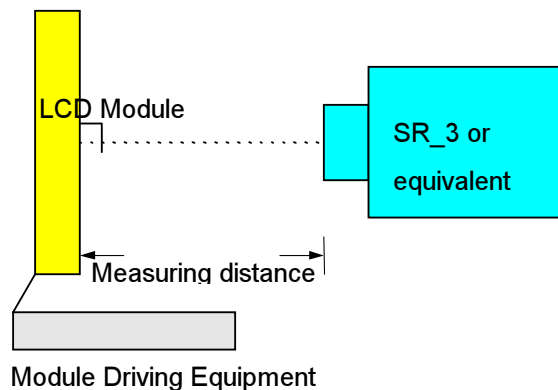 LCD Module
SR_3 or
equivalent
Measuring distance
Module Driving Equipment